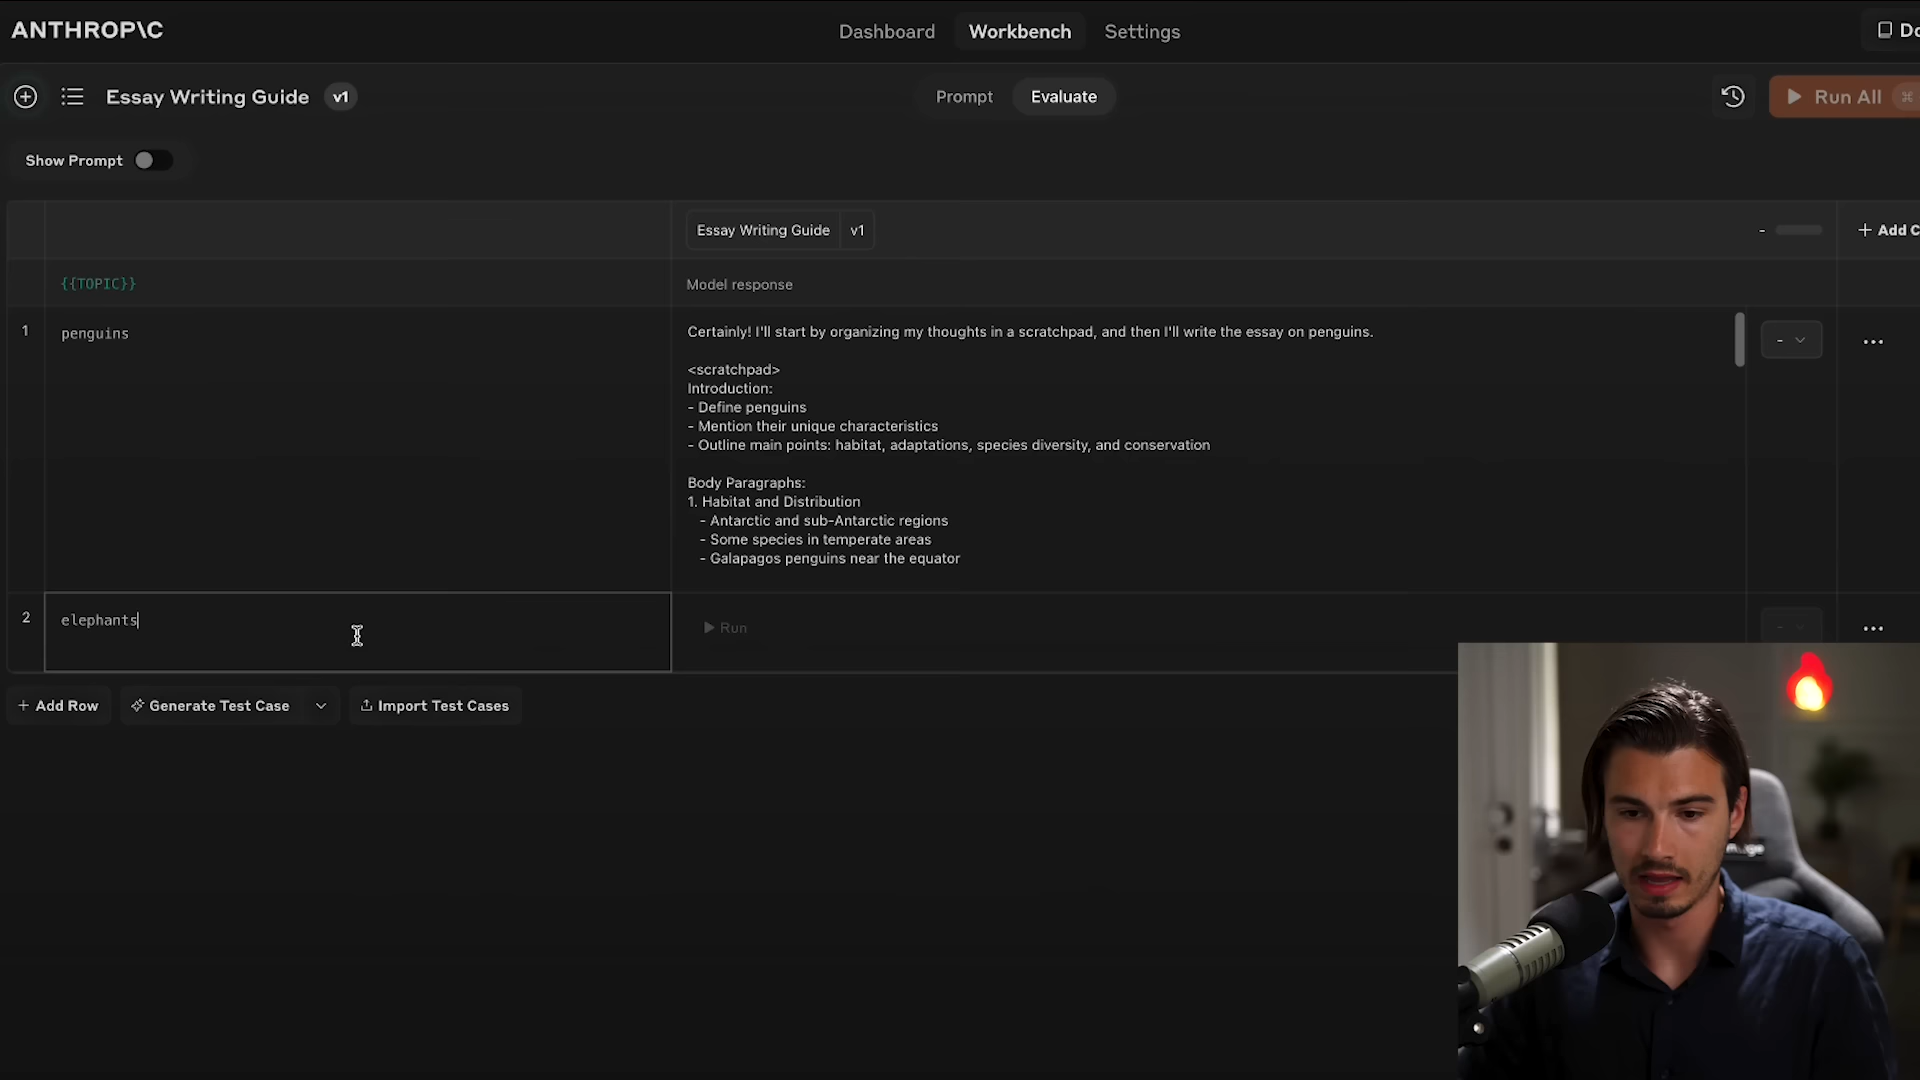 ANTHROP\C
Dashboard
Workbench
Settings
Essay Writing Guide
v1
Prompt
Evaluate
Run All
⌘
Show Prompt
Essay Writing Guide
v1
-
+ Add C
{{TOPIC}}
Model response
1
penguins
Certainly! I'll start by organizing my thoughts in a scratchpad, and then I'll write the essay on penguins.
<scratchpad>
Introduction:
- Define penguins
- Mention their unique characteristics
- Outline main points: habitat, adaptations, species diversity, and conservation
Body Paragraphs:
1. Habitat and Distribution
- Antarctic and sub-Antarctic regions
- Some species in temperate areas
- Galapagos penguins near the equator
-
...
2
elephants
Run
-
...
+ Add Row
Generate Test Case
Import Test Cases